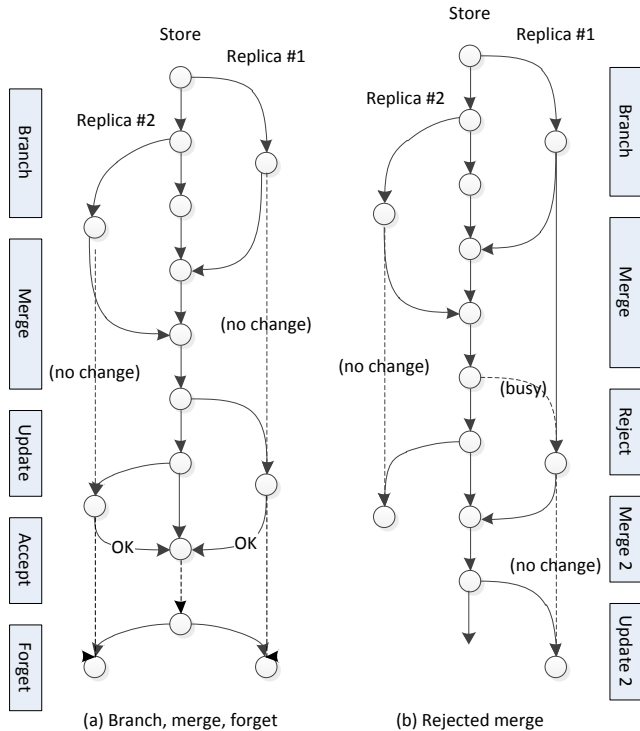 Store
Replica #1
Replica #2
Branch
Merge
Update
Accept
Forget
(no change)
(no change)
OK
OK
(a) Branch, merge, forget
Store
Replica #1
Replica #2
Branch
Merge
Reject
Merge 2
Update 2
(no change)
(busy)
(no change)
(b) Rejected merge